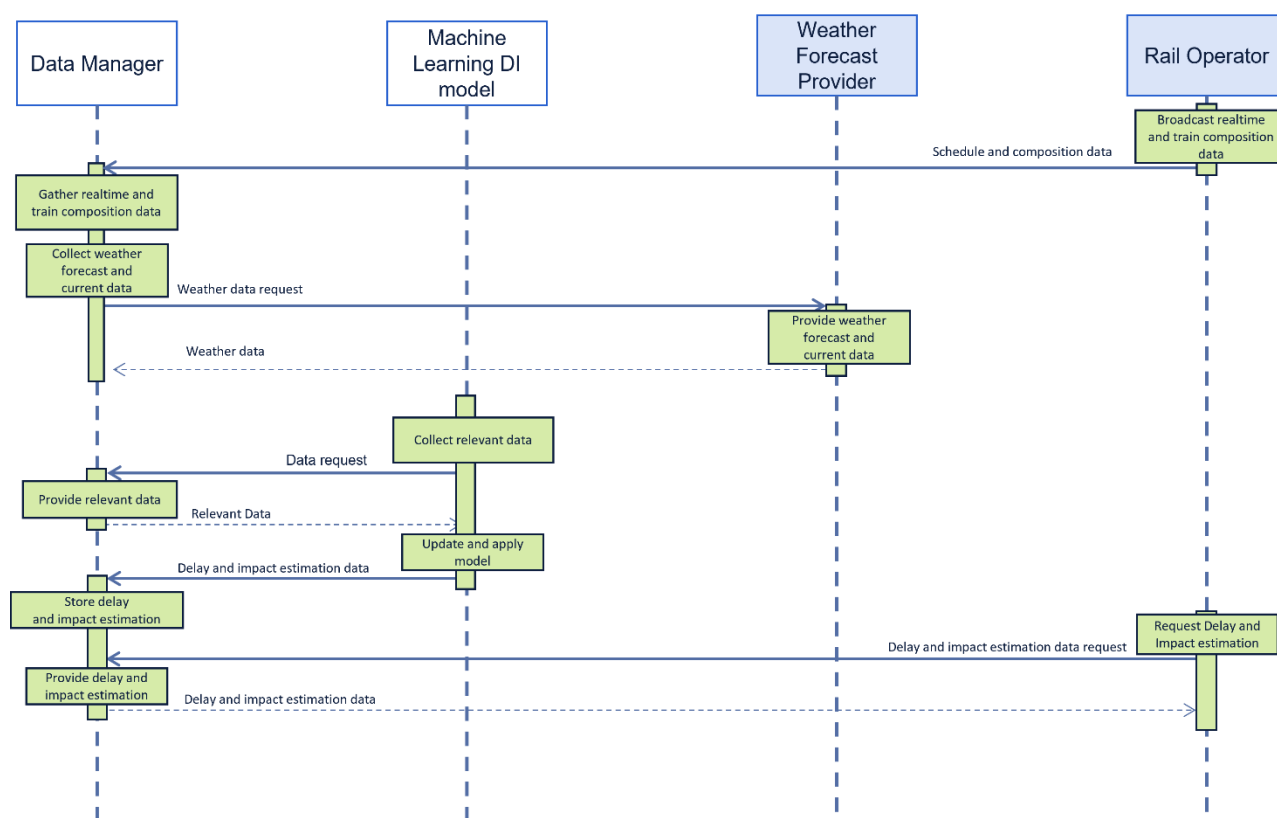 Data Manager
Machine
Learning DI
model
Weather
Forecast
Provider
Rail Operator
Broadcast realtime
and train composition
data
Schedule and composition data
Gather realtime and
train composition data
Collect weather
forecast and
current data
Weather data request
Provide weather
forecast and
current data
Weather data
Collect relevant data
Data request
Provide relevant data
Relevant Data
Update and apply
model
Delay and impact estimation data
Store delay
and impact estimation
Request Delay and
Impact estimation
Delay and impact estimation data request
Provide delay and
impact estimation
Delay and impact estimation data